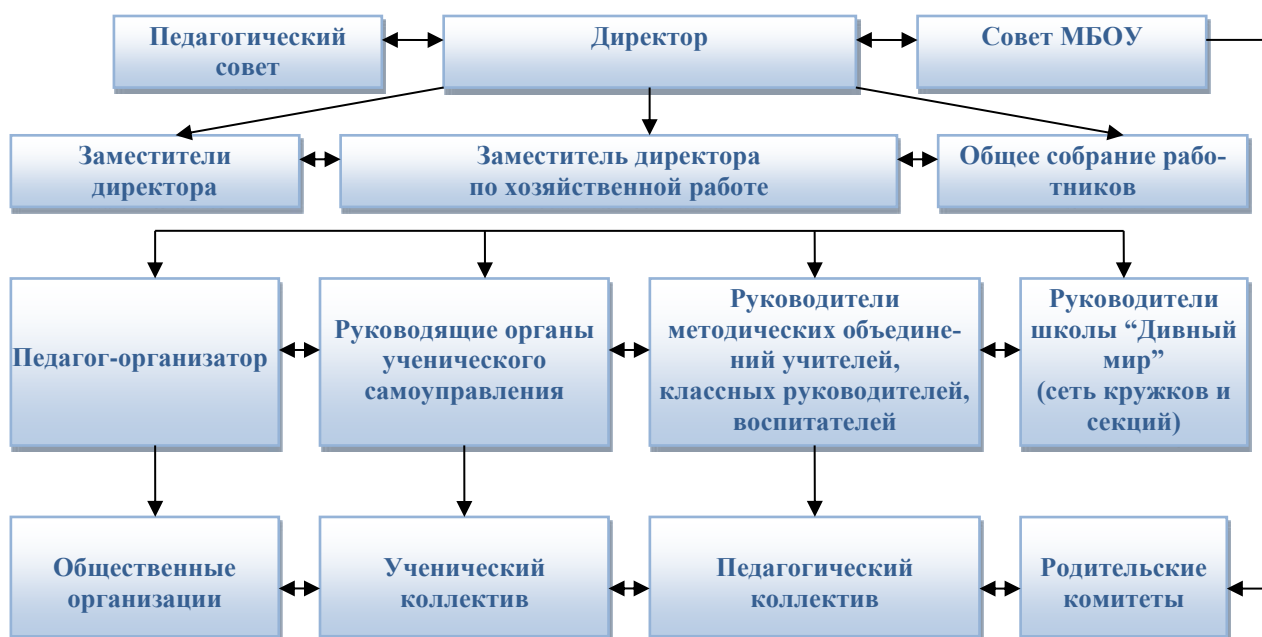 Педагогический
совет
Директор
Совет МБОУ
Заместители
директора
Заместитель директора
по хозяйственной работе
Общее собрание рабо-
тников
Педагог-организатор
Руководящие органы
ученического
самоуправления
Руководители
методических объедине-
ний учителей,
классных руководителей,
воспитателей
Руководители
школы “Дивный
мир”
(сеть кружков и
секций)
Общественные
организации
Ученический
коллектив
Педагогический
коллектив
Родительские
комитеты